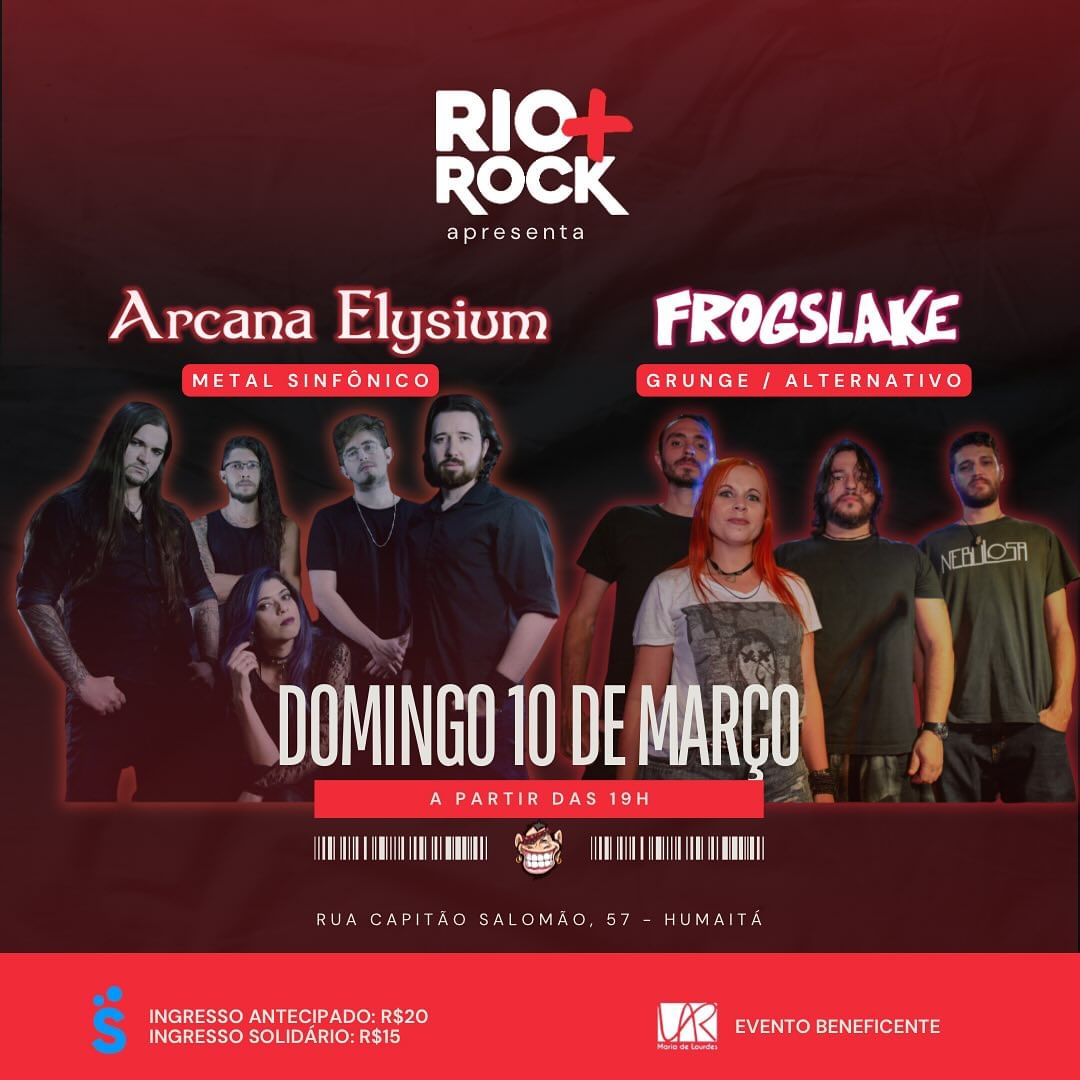 RIO+
ROCK
apresenta
Arcana Elysium
METAL SINFÔNICO
FROGSLAKE
GRUNGE / ALTERNATIVO
NEBULOSA
DOMINGO 10 DE MARÇO
A PARTIR DAS 19H
RUA CAPITÃO SALOMÃO, 57 - HUMAITÁ
INGRESSO ANTECIPADO: R$20
INGRESSO SOLIDÁRIO: R$15
LAR
Maria de Lourdes
EVENTO BENEFICENTE